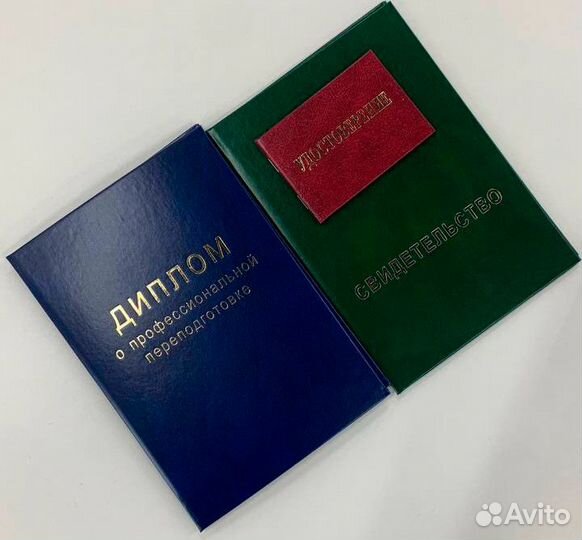 ДИПЛОМ
о профессиональной
переподготовке
УДОСТОВЕРЕНИЕ
СВИДЕТЕЛЬСТВО
Avito